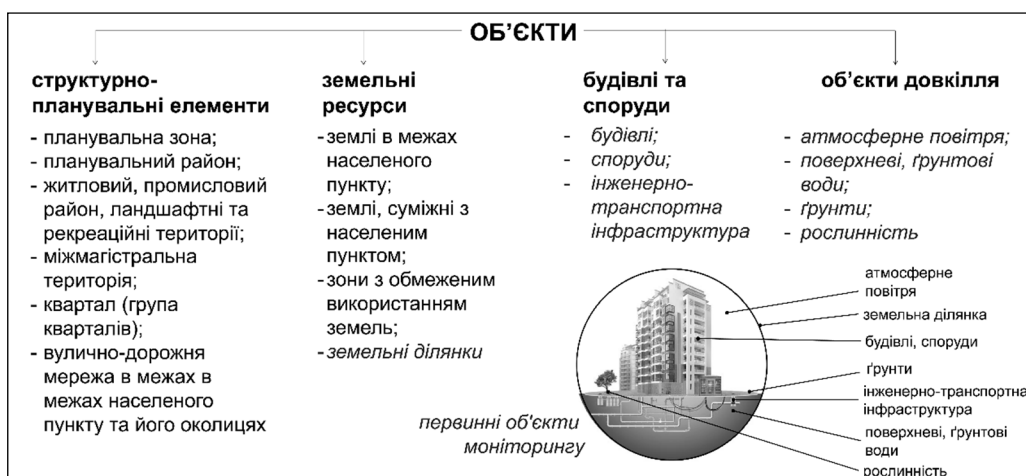 ОБ’ЄКТИ
структурно-
планувальні елементи
- планувальна зона;
- планувальний район;
- житловий, промисловий
район, ландшафтні та
рекреаційні території;
- міжмагістральна
територія;
- квартал (група
кварталів);
- вулично-дорожня
мережа в межах в
межах населеного
пункту та його околицях
земельні
ресурси
-землі в межах
населеного
пункту;
-землі, суміжні з
населеним
пунктом;
-зони з обмеженим
використанням
земель;
-земельні ділянки
будівлі та
споруди
- будівлі;
- споруди;
- інженерно-
транспортна
інфраструктура
об’єкти довкілля
- атмосферне повітря;
- поверхневі, ґрунтові
води;
- ґрунти;
- рослинність
первинні об'єкти
моніторингу
атмосферне
повітря
земельна ділянка
будівлі, споруди
ґрунти
інженерно-транспортна
інфраструктура
поверхневі, ґрунтові
води
рослинність